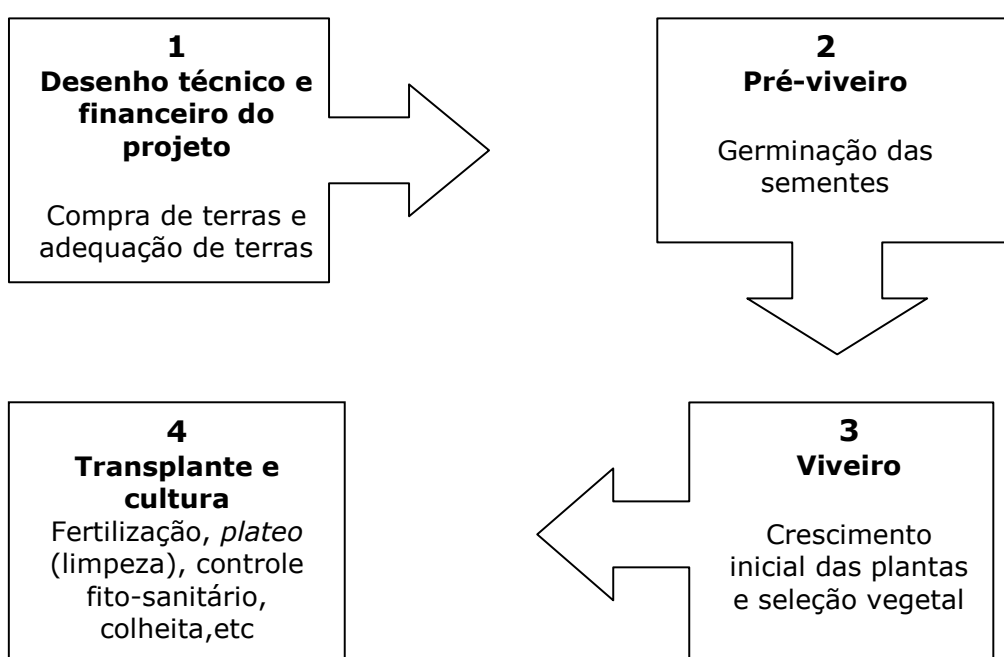 1
Desenho técnico e
financeiro do
projeto
Compra de terras e
adequação de terras
2
Pré-viveiro
Germinação das
sementes
3
Viveiro
Crescimento
inicial das plantas
e seleção vegetal
4
Transplante e
cultura
Fertilização, plateo
(limpeza), controle
fito-sanitário,
colheita,etc